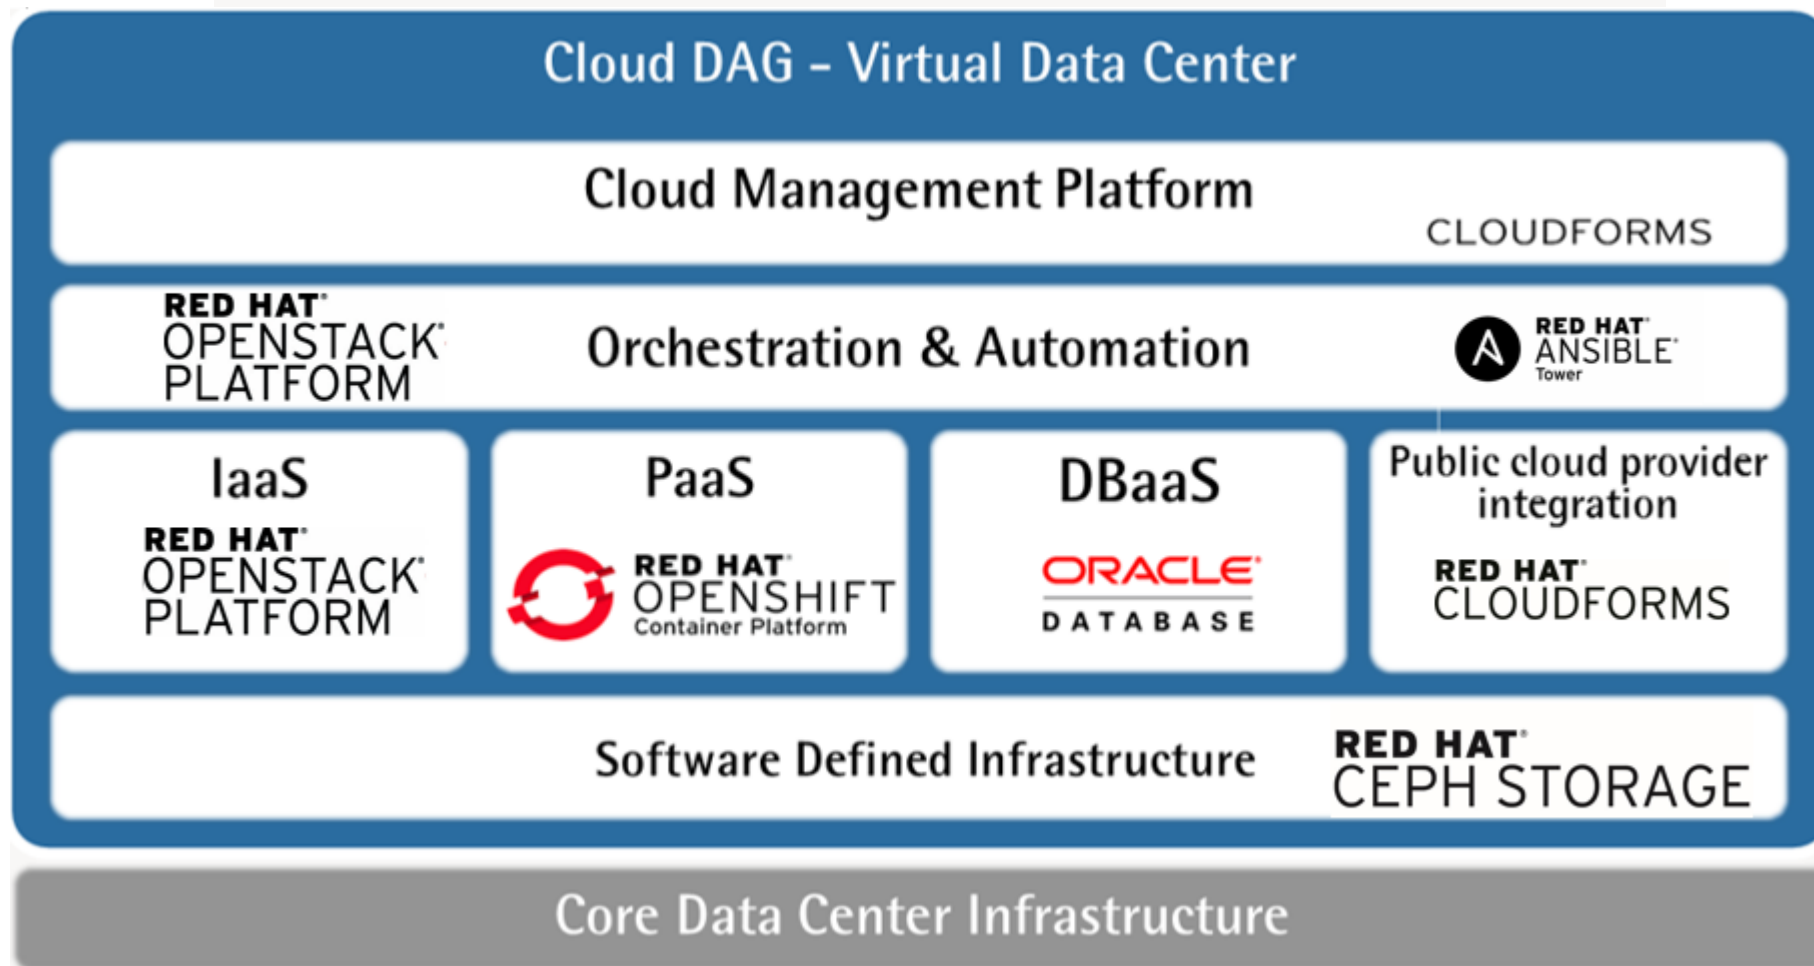 Cloud DAG - Virtual Data Center
Cloud Management Platform
CLOUDFORMS
RED HAT®
OPENSTACK®
PLATFORM
Orchestration & Automation
RED HAT®
ANSIBLE®
Tower
IaaS
RED HAT®
OPENSTACK®
PLATFORM
PaaS
RED HAT®
OPENSHIFT
Container Platform
DBaaS
ORACLE®
DATABASE
Public cloud provider
integration
RED HAT®
CLOUDFORMS
Software Defined Infrastructure
RED HAT®
CEPH STORAGE
Core Data Center Infrastructure